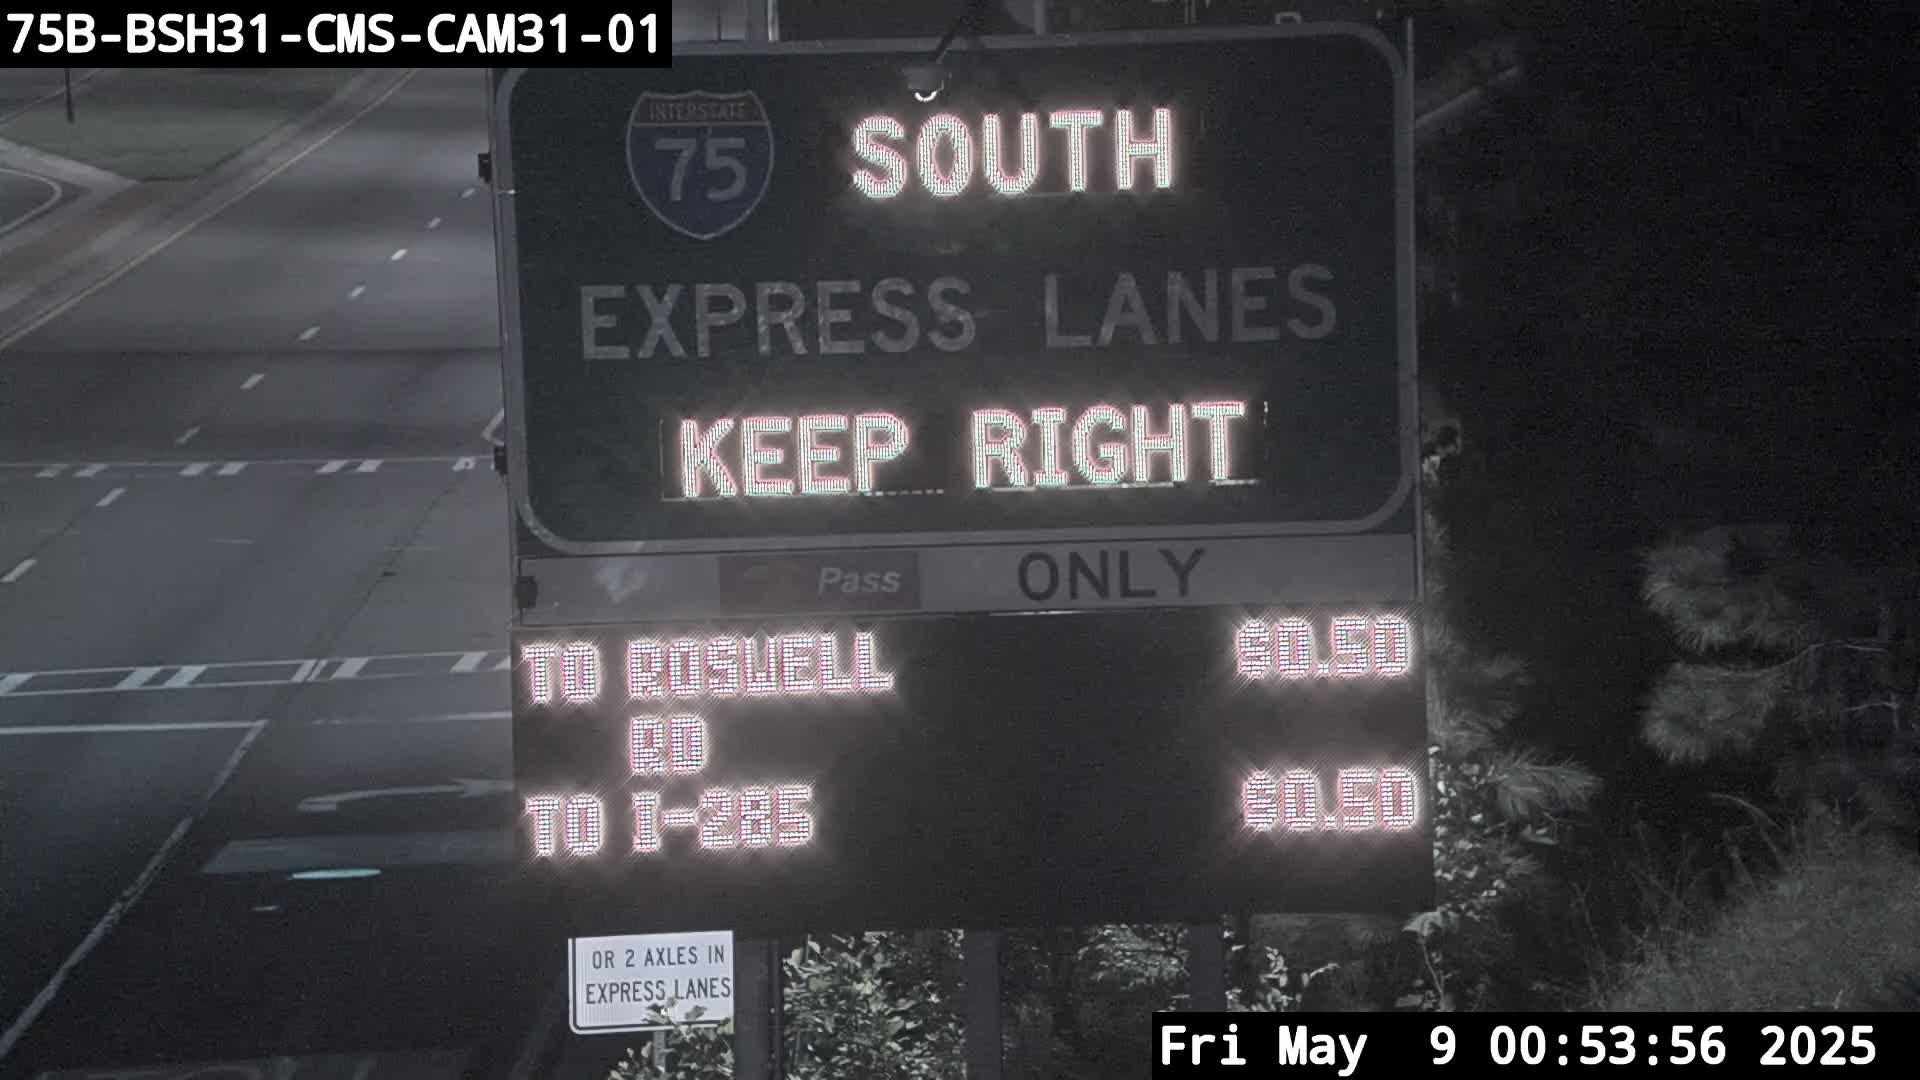 75B-BSH31-CMS-CAM31-01
INTERSTATE
75
SOUTH
EXPRESS LANES
KEEP RIGHT
Pass ONLY
TO ROSWELL $0.50
RD
TO I-285 $0.50
OR 2 AXLES IN
EXPRESS LANES
Fri May 9 00:53:56 2025